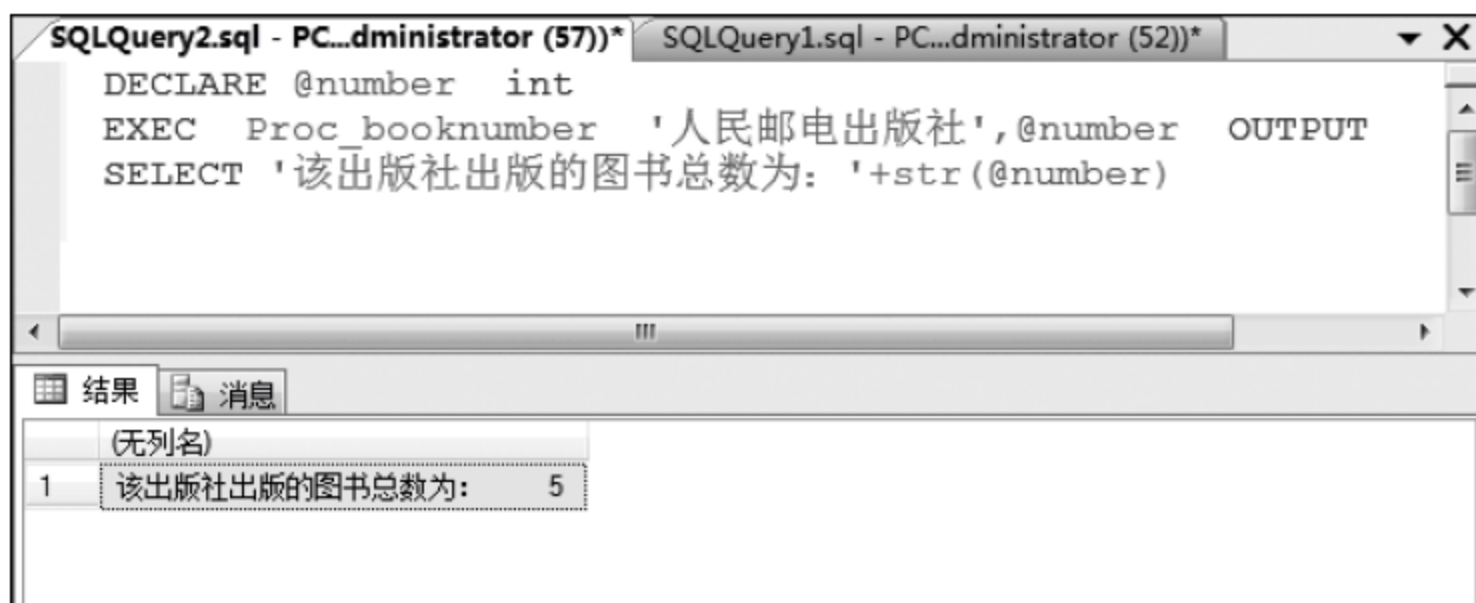 SQLQuery2.sql - PC...dministrator (57))* SQLQuery1.sql - PC...dministrator (52))*
DECLARE @number int
EXEC Proc_booknumber '人民邮电出版社',@number OUTPUT
SELECT '该出版社出版的图书总数为：'+str(@number)
结果 消息
(无列名)
1 该出版社出版的图书总数为： 5